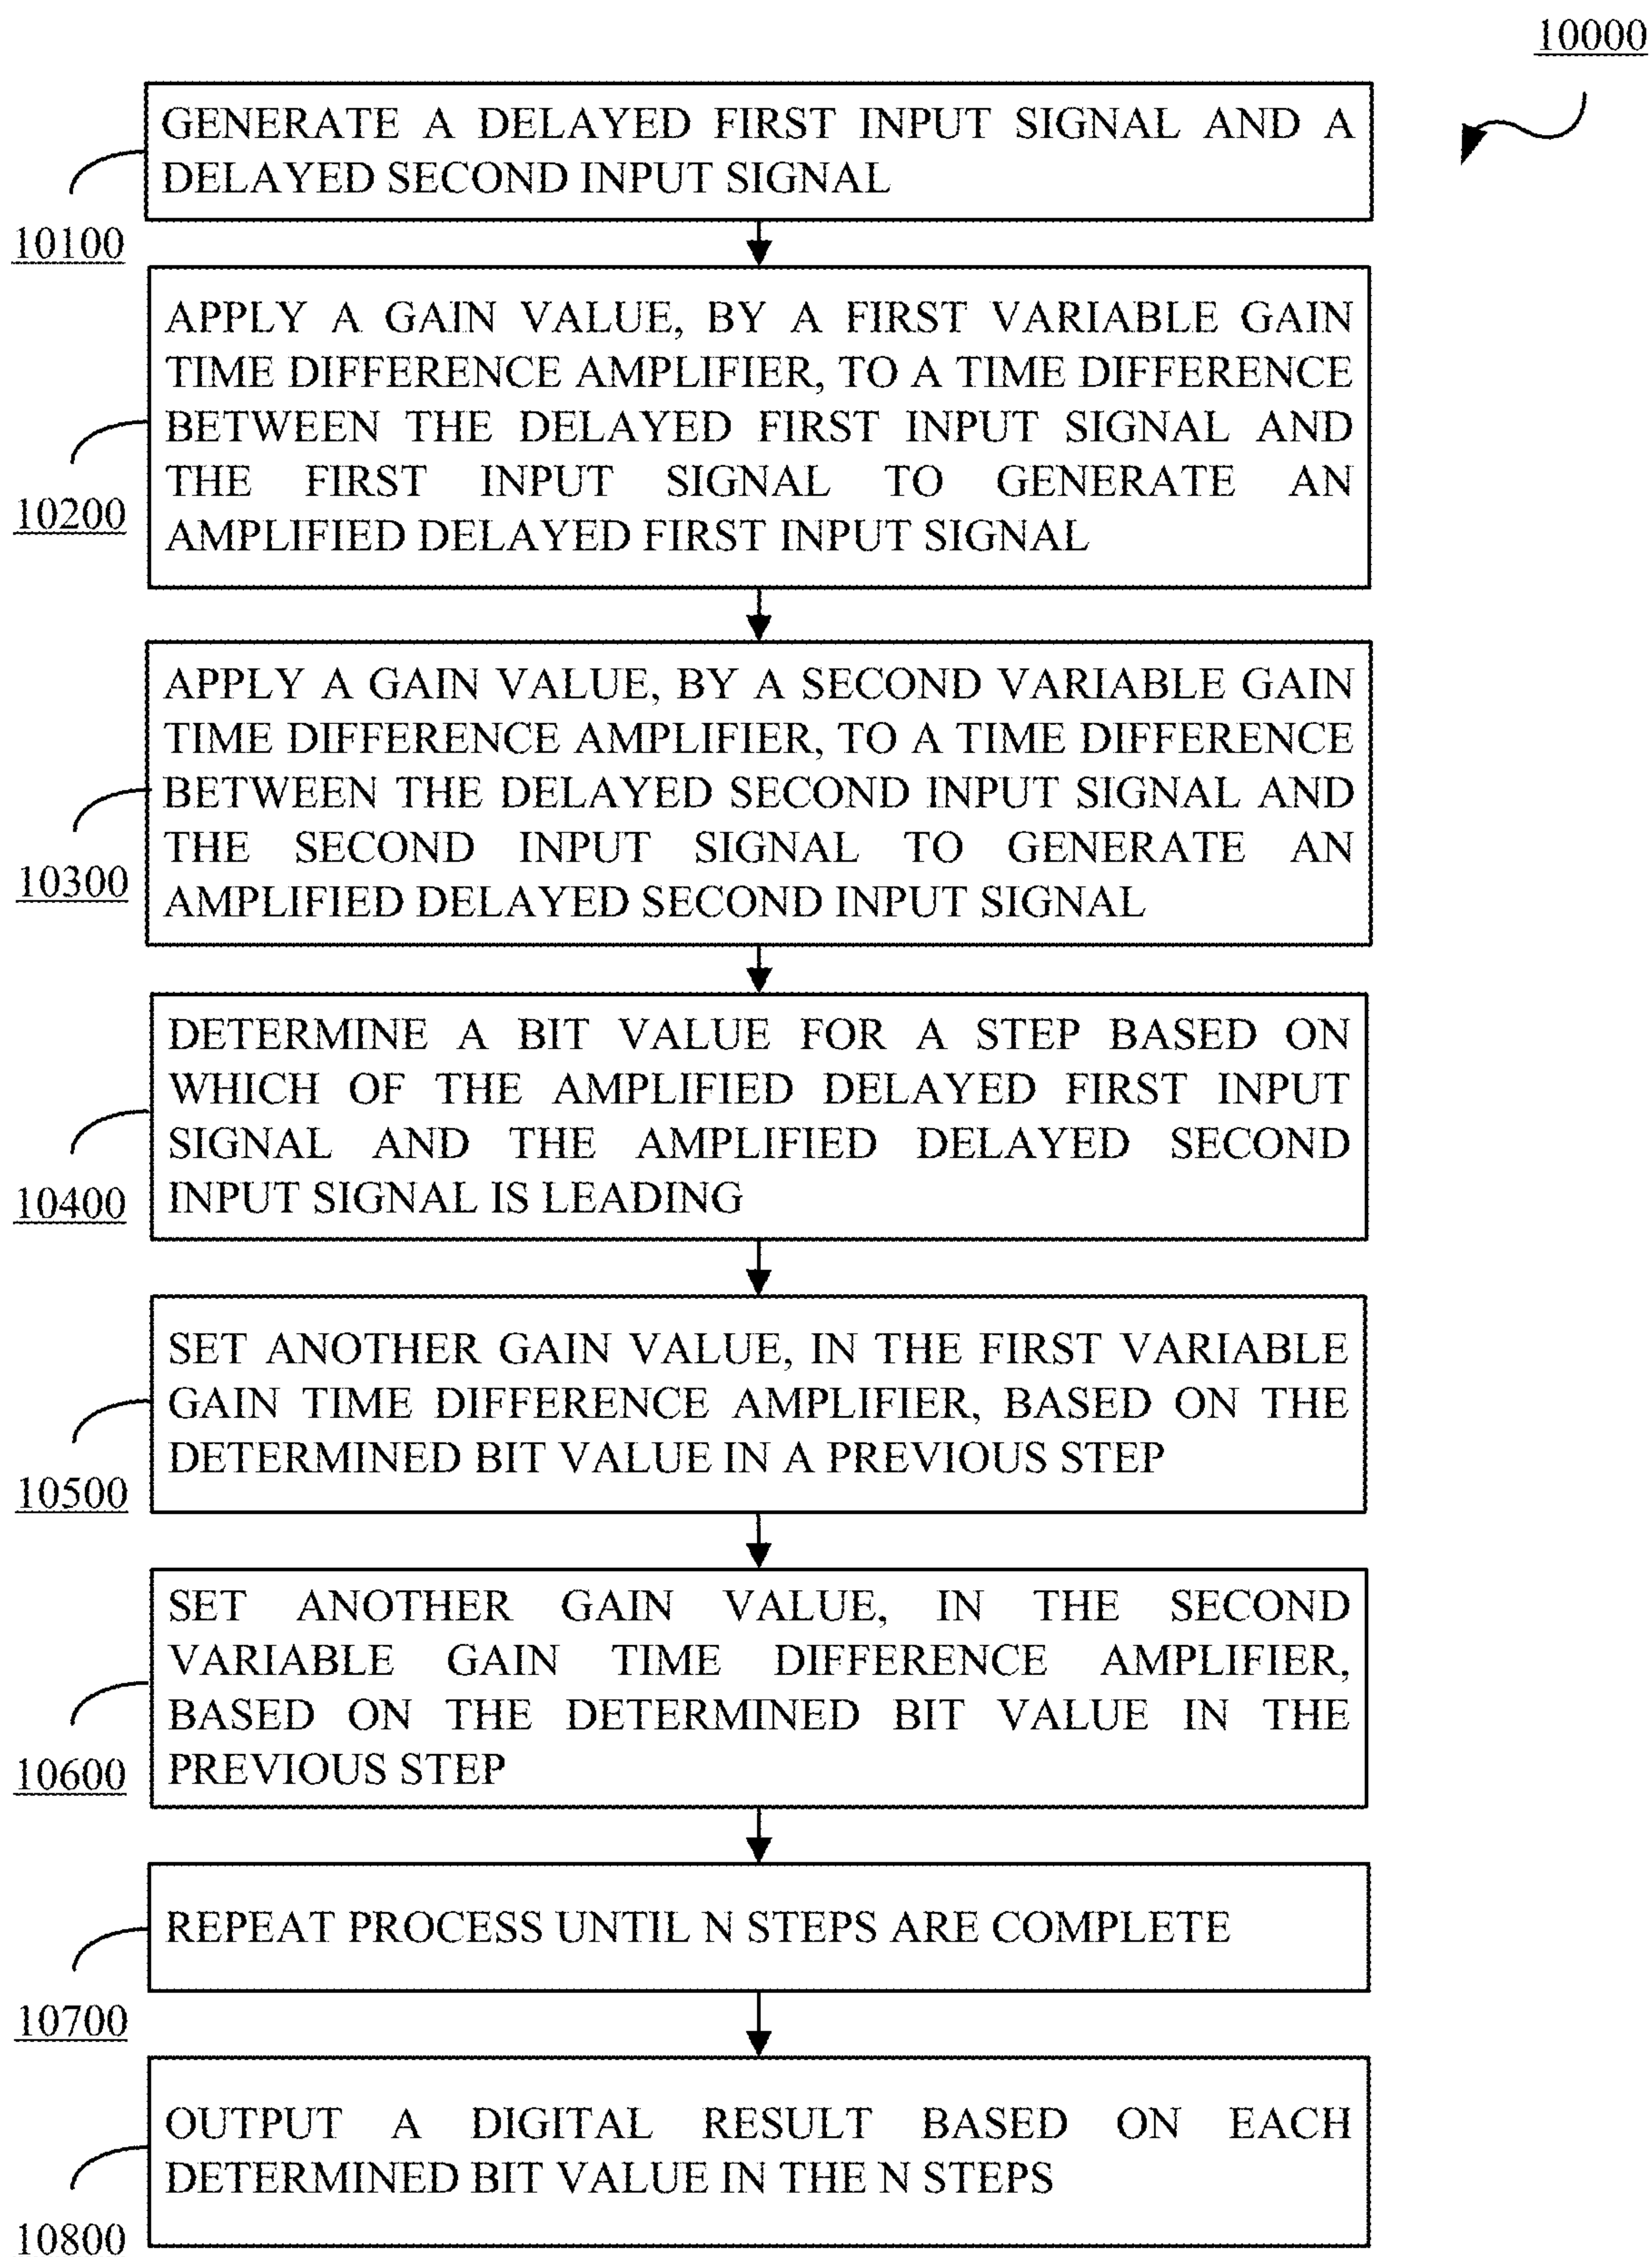 10000
GENERATE A DELAYED FIRST INPUT SIGNAL AND A
DELAYED SECOND INPUT SIGNAL
10100
APPLY A GAIN VALUE, BY A FIRST VARIABLE GAIN
TIME DIFFERENCE AMPLIFIER, TO A TIME DIFFERENCE
BETWEEN THE DELAYED FIRST INPUT SIGNAL AND
THE FIRST INPUT SIGNAL TO GENERATE AN
AMPLIFIED DELAYED FIRST INPUT SIGNAL
10200
APPLY A GAIN VALUE, BY A SECOND VARIABLE GAIN
TIME DIFFERENCE AMPLIFIER, TO A TIME DIFFERENCE
BETWEEN THE DELAYED SECOND INPUT SIGNAL AND
THE SECOND INPUT SIGNAL TO GENERATE AN
AMPLIFIED DELAYED SECOND INPUT SIGNAL
10300
DETERMINE A BIT VALUE FOR A STEP BASED ON
WHICH OF THE AMPLIFIED DELAYED FIRST INPUT
SIGNAL AND THE AMPLIFIED DELAYED SECOND
INPUT SIGNAL IS LEADING
10400
SET ANOTHER GAIN VALUE, IN THE FIRST VARIABLE
GAIN TIME DIFFERENCE AMPLIFIER, BASED ON THE
DETERMINED BIT VALUE IN A PREVIOUS STEP
10500
SET ANOTHER GAIN VALUE, IN THE SECOND
VARIABLE GAIN TIME DIFFERENCE AMPLIFIER,
BASED ON THE DETERMINED BIT VALUE IN THE
PREVIOUS STEP
10600
REPEAT PROCESS UNTIL N STEPS ARE COMPLETE
10700
OUTPUT A DIGITAL RESULT BASED ON EACH
DETERMINED BIT VALUE IN THE N STEPS
10800